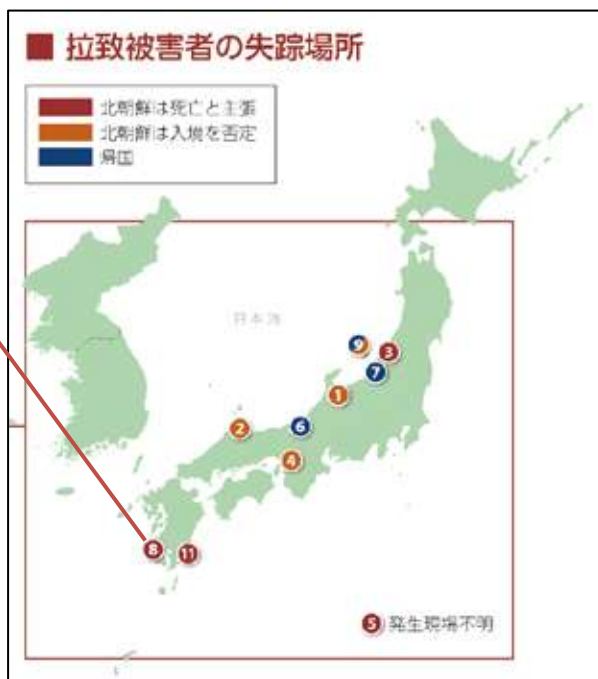 ■ 拉致被害者の失踪場所
北朝鮮は死亡と主張
北朝鮮は入境を否定
帰国
日本海
9
3
7
1
2
6
4
8
11
5 発生現場不明